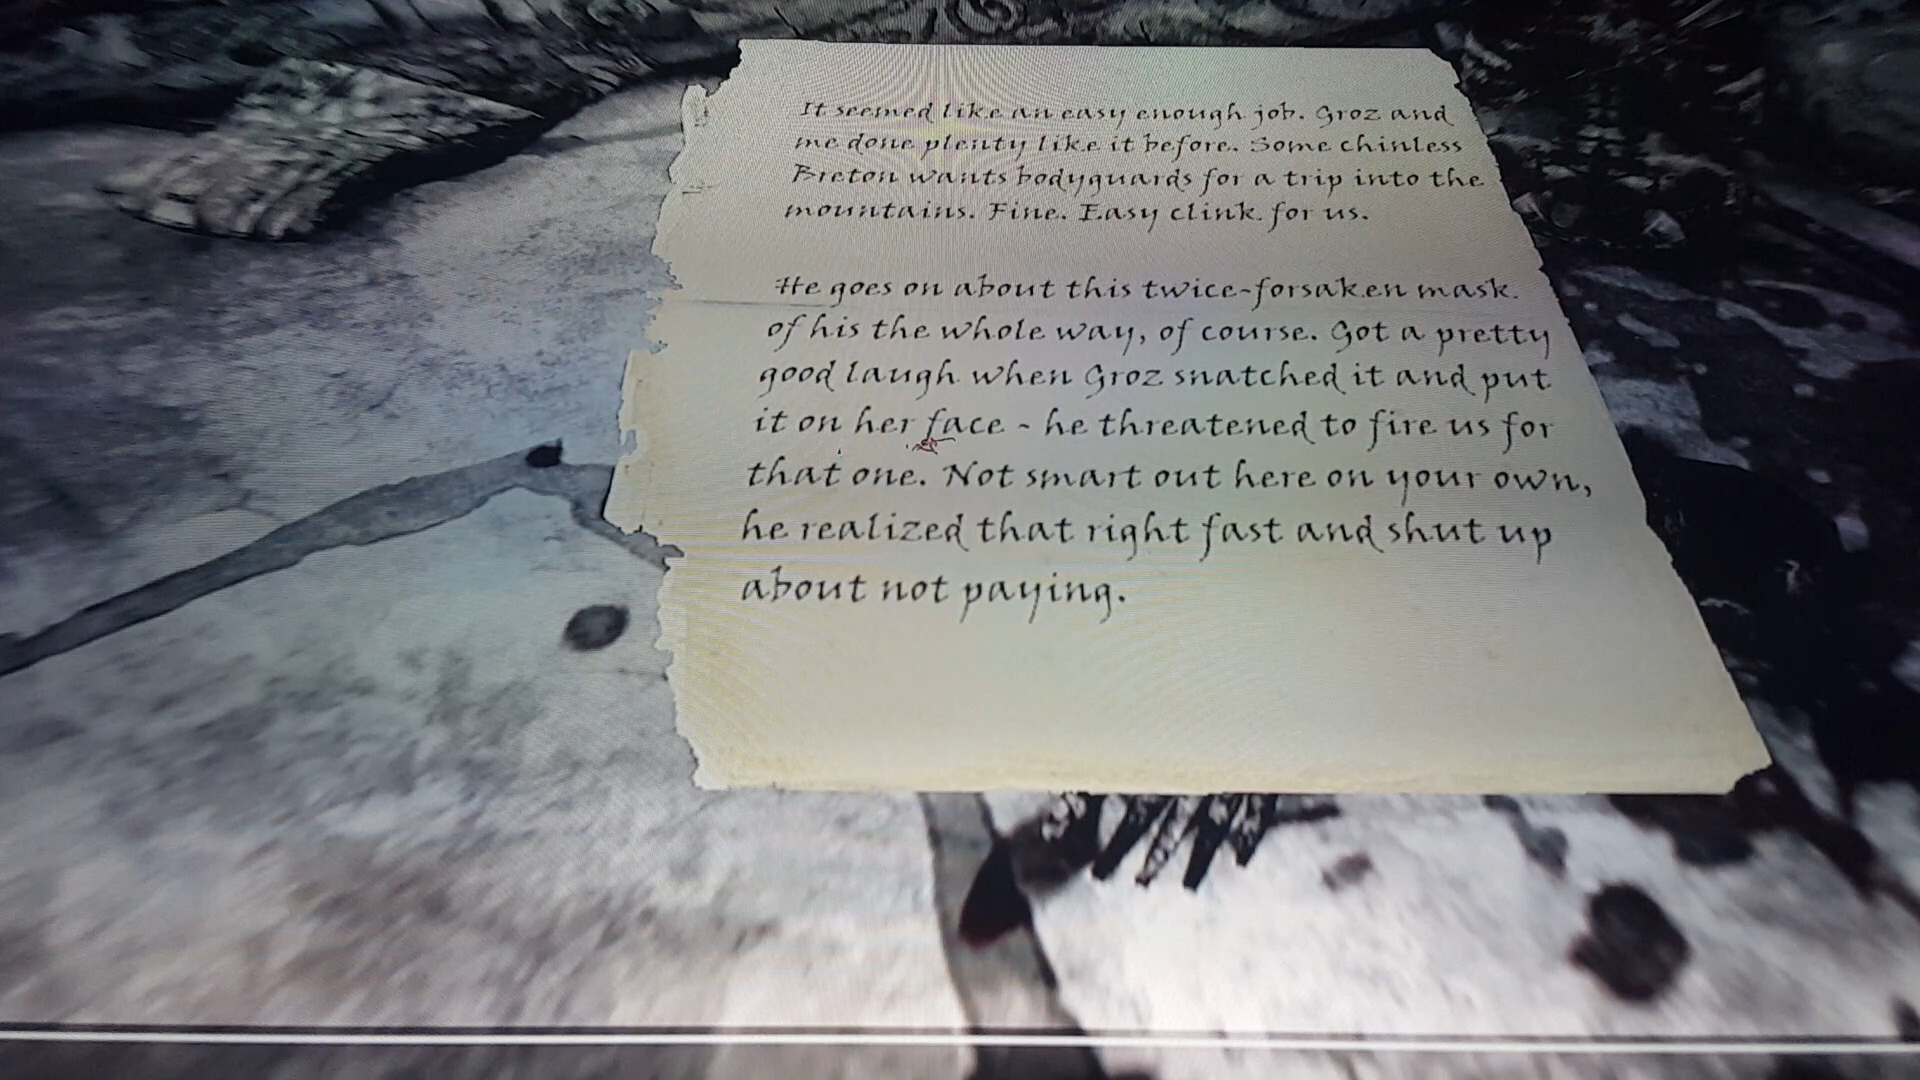 It seemed like an easy enough job. Groz and
me done plenty like it before. Some chinless
Breton wants bodyguards for a trip into the
mountains. Fine. Easy clink for us.
He goes on about this twice-forsaken mask
of his the whole way, of course. Got a pretty
good laugh when Groz snatched it and put
it on her face - he threatened to fire us for
that one. Not smart out here on your own,
he realized that right fast and shut up
about not paying.